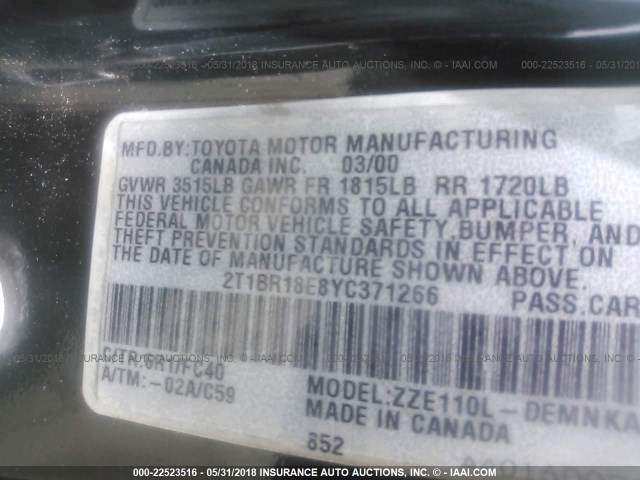 000-22523516 - 05/31/2018 INSURANCE AUTO AUCTIONS, INC. © - IAAI.COM
MFD.BY:TOYOTA MOTOR MANUFACTURING
CANADA INC. 03/00
GVWR 3515LB GAWR FR 1815LB RR 1720LB
THIS VEHICLE CONFORMS TO ALL APPLICABLE
FEDERAL MOTOR VEHICLE SAFETY, BUMPER, AND
THEFT PREVENTION STANDARDS IN EFFECT ON
THE DATE OF MANUFACTURE SHOWN ABOVE.
2T1BR18E8YC371266 PASS.CAR
C/TR:6R1/FC40
A/TM:-02A/C59
MODEL:ZZE110L-DEMNKA
MADE IN CANADA
852
000-22523516 - 05/31/2018 INSURANCE AUTO AUCTIONS, INC. © - IAAI.COM